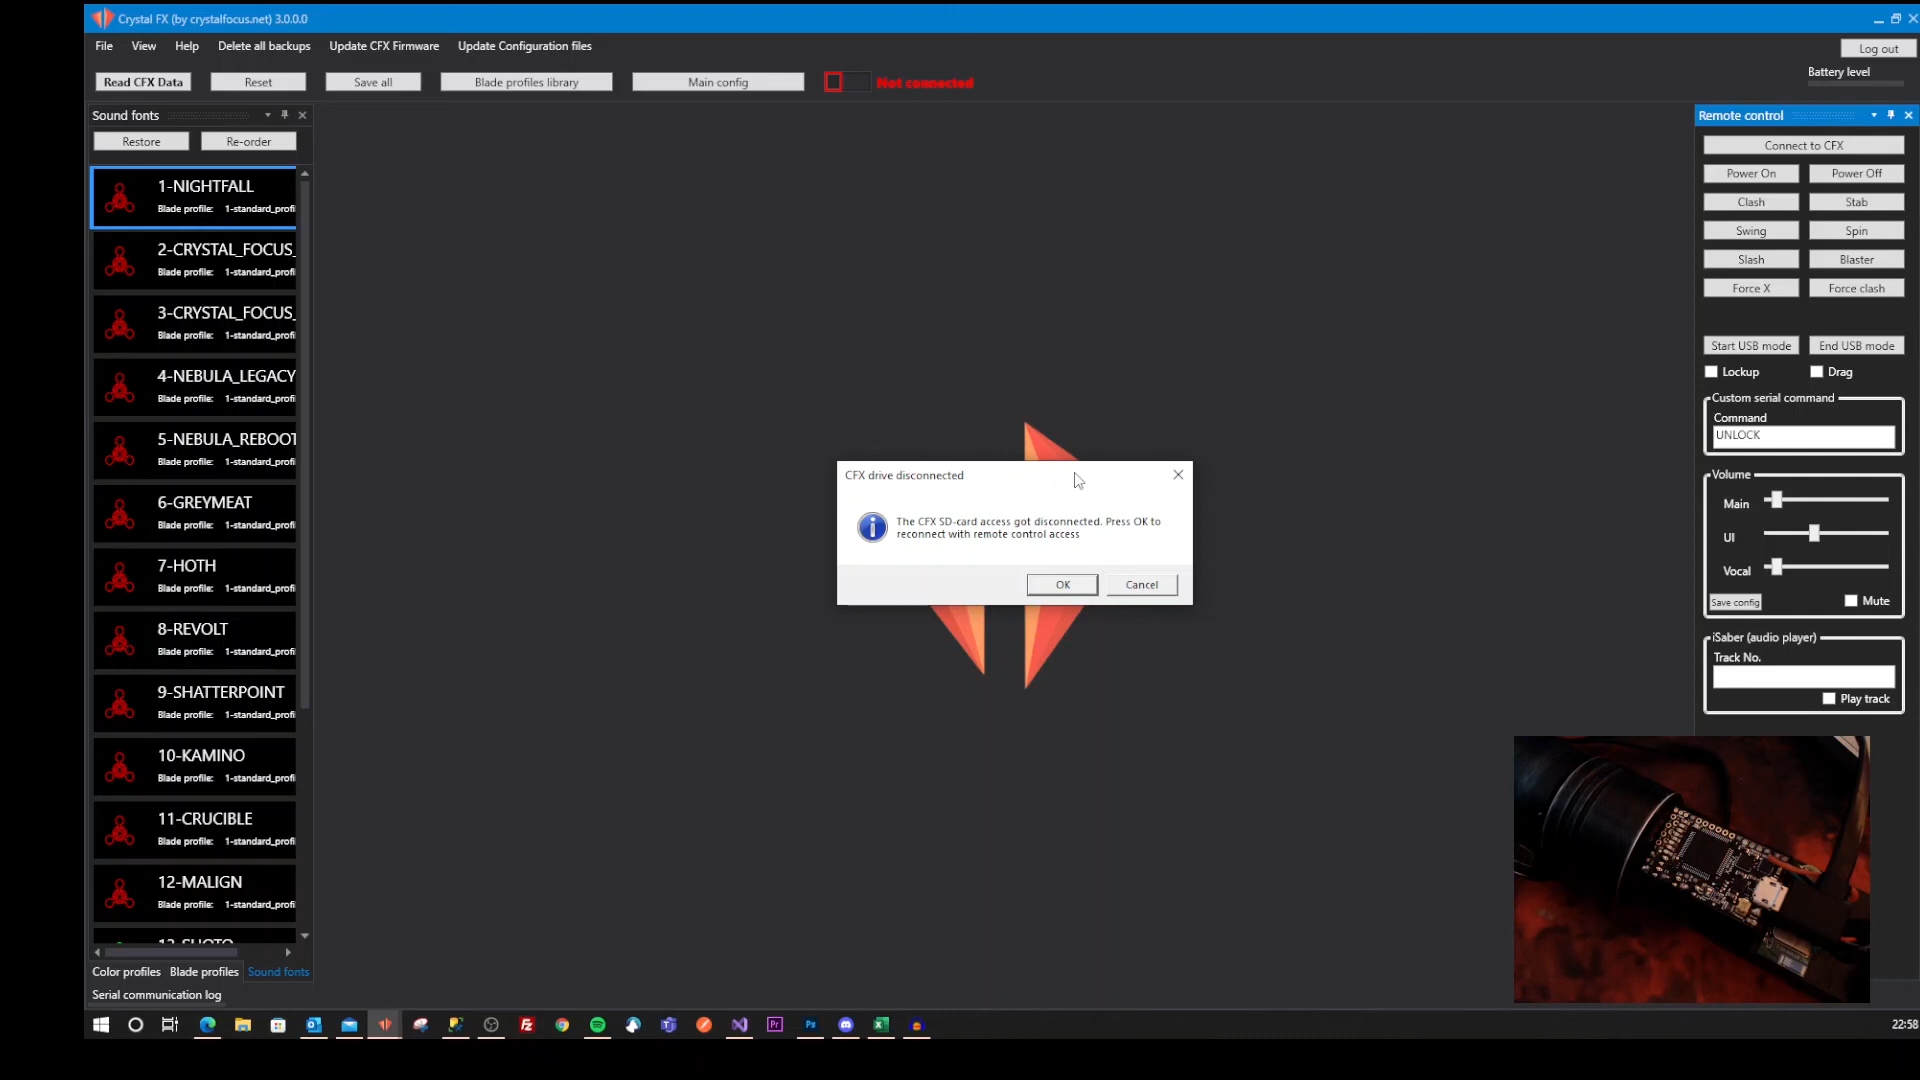 Crystal FX (by crystalfocus.net) 3.0.0.0
File View Help Delete all backups Update CFX Firmware Update Configuration files
Log out
Read CFX Data Reset Save all Blade profiles library Main config Not connected
Battery level
Sound fonts
Restore Re-order
1-NIGHTFALL
Blade profile: 1-standard_profi
2-CRYSTAL_FOCUS_
Blade profile: 1-standard_profi
3-CRYSTAL_FOCUS_
Blade profile: 1-standard_profi
4-NEBULA_LEGACY
Blade profile: 1-standard_profi
5-NEBULA_REBOOT
Blade profile: 1-standard_profi
6-GREYMEAT
Blade profile: 1-standard_profi
7-HOTH
Blade profile: 1-standard_profi
8-REVOLT
Blade profile: 1-standard_profi
9-SHATTERPOINT
Blade profile: 1-standard_profi
10-KAMINO
Blade profile: 1-standard_profi
11-CRUCIBLE
Blade profile: 1-standard_profi
12-MALIGN
Blade profile: 1-standard_profi
13-SHOTO
Color profiles Blade profiles Sound fonts
Serial communication log
CFX drive disconnected
The CFX SD-card access got disconnected. Press OK to
reconnect with remote control access
OK Cancel
Remote control
Connect to CFX
Power On Power Off
Clash Stab
Swing Spin
Slash Blaster
Force X Force clash
Start USB mode End USB mode
Lockup Drag
Custom serial command
Command
UNLOCK
Volume
Main
UI
Vocal
Save config Mute
iSaber (audio player)
Track No.
Play track
Fz Pr Ps
22:58